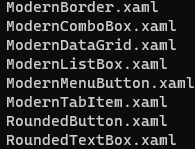 ModernBorder.xaml
ModernComboBox.xaml
ModernDataGrid.xaml
ModernListBox.xaml
ModernMenuButton.xaml
ModernTabItem.xaml
RoundedButton.xaml
RoundedTextBox.xaml